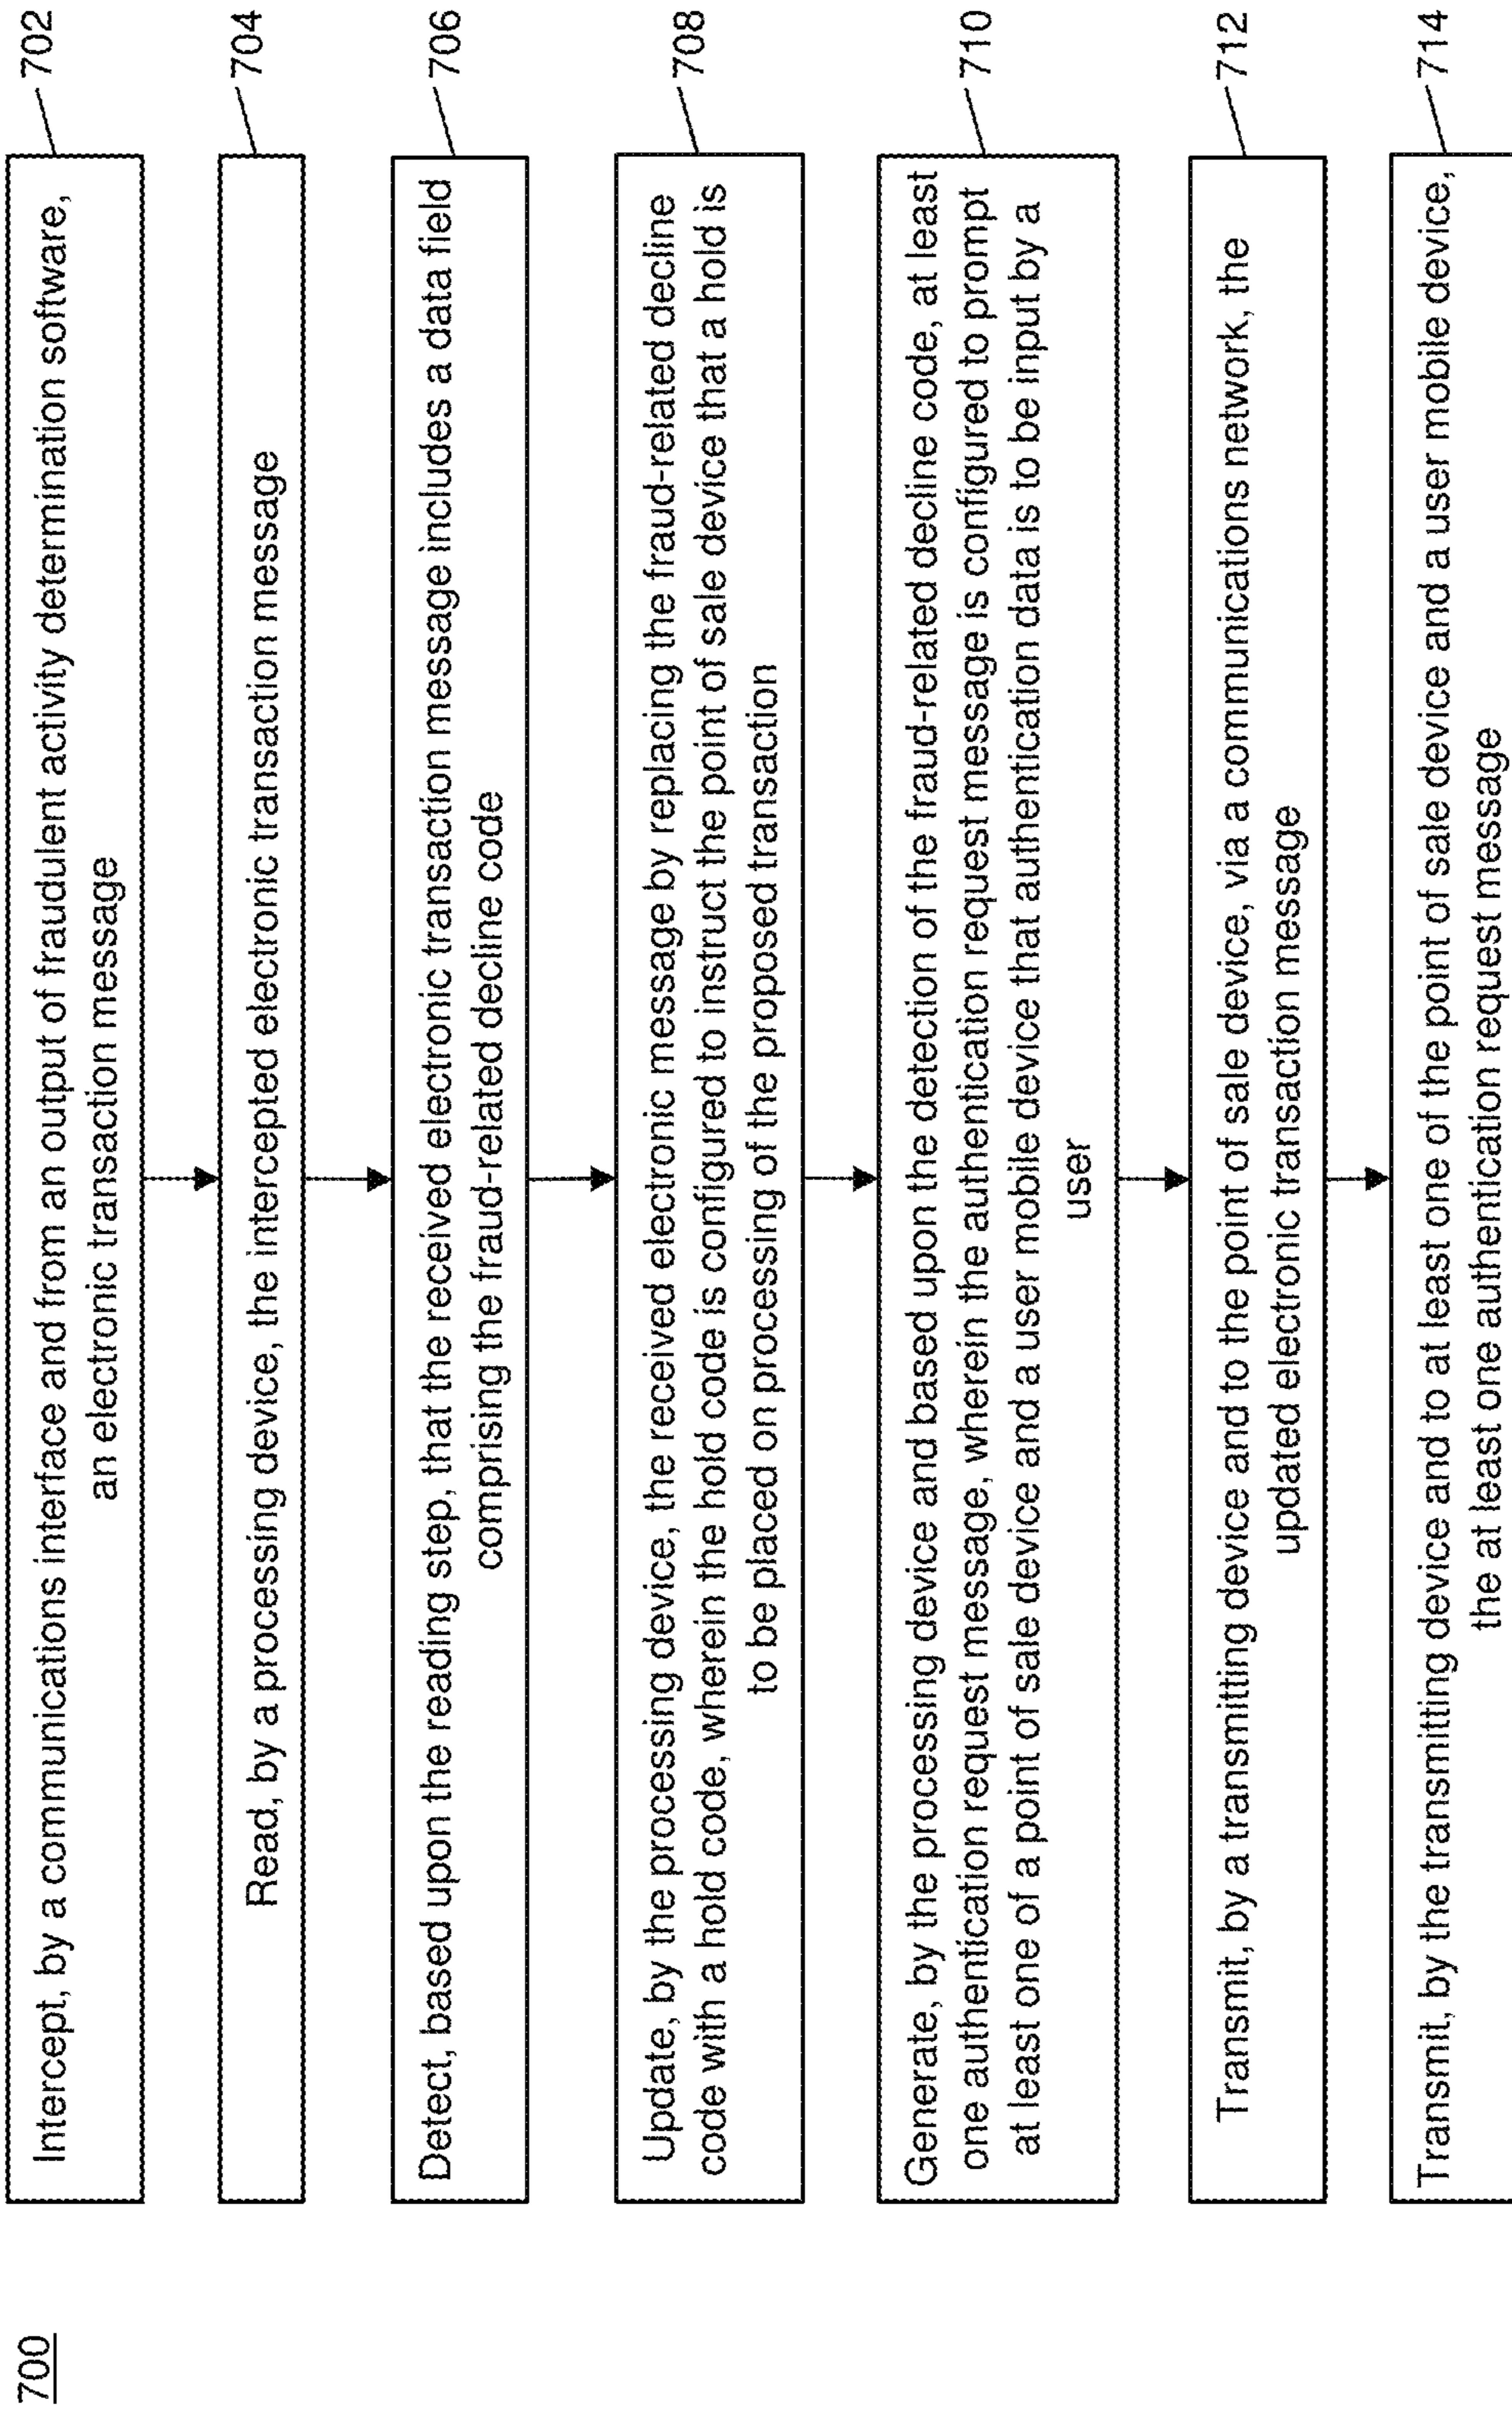 700
Intercept, by a communications interface and from an output of fraudulent activity determination software,
an electronic transaction message
702
Read, by a processing device, the intercepted electronic transaction message
704
Detect, based upon the reading step, that the received electronic transaction message includes a data field
comprising the fraud-related decline code
706
Update, by the processing device, the received electronic message by replacing the fraud-related decline
code with a hold code, wherein the hold code is configured to instruct the point of sale device that a hold is
to be placed on processing of the proposed transaction
708
Generate, by the processing device and based upon the detection of the fraud-related decline code, at least
one authentication request message, wherein the authentication request message is configured to prompt
at least one of a point of sale device and a user mobile device that authentication data is to be input by a
user
710
Transmit, by a transmitting device and to the point of sale device, via a communications network, the
updated electronic transaction message
712
Transmit, by the transmitting device and to at least one of the point of sale device and a user mobile device,
the at least one authentication request message
714